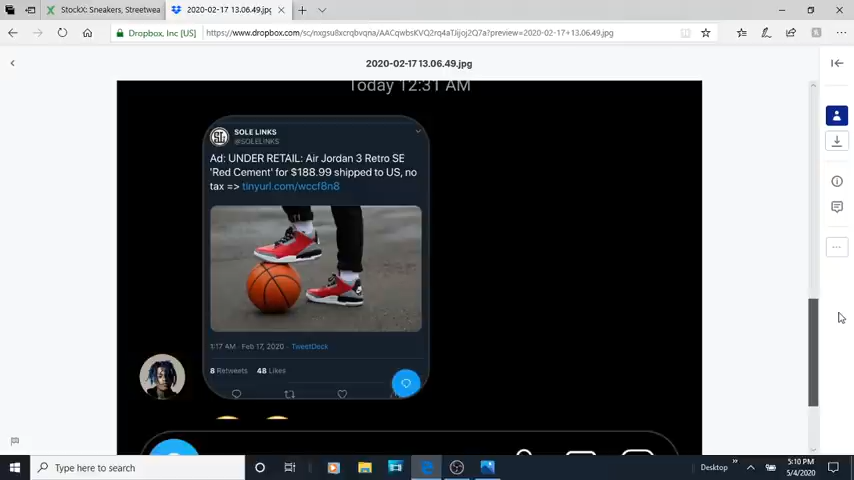 StockX: Sneakers, Streetwea
2020-02-17 13.06.49.jpg
Dropbox, Inc [US]
https://www.dropbox.com/sc/nxgsu8xcrqbvqna/AACqwbsKVQ2rq4aTJijoj2Q7a?preview=2020-02-17+13.06.49.jpg
2020-02-17 13.06.49.jpg
Today 12:31 AM
SOLE LINKS
@SOLELINKS
Ad: UNDER RETAIL: Air Jordan 3 Retro SE
'Red Cement' for $188.99 shipped to US, no
tax => tinyurl.com/wccf8n8
1:17 AM · Feb 17, 2020 · TweetDeck
8 Retweets 48 Likes
Type here to search
Desktop
5:10 PM
5/4/2020